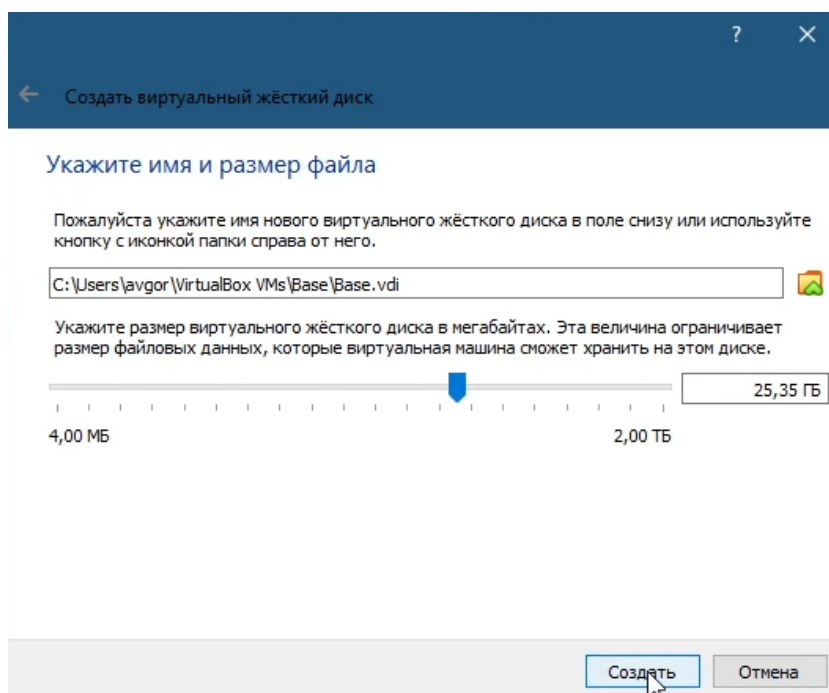 ?
Создать виртуальный жёсткий диск
Укажите имя и размер файла
Пожалуйста укажите имя нового виртуального жёсткого диска в поле снизу или используйте
кнопку с иконкой папки справа от него.
C:\Users\avgor\VirtualBox VMs\Base\Base.vdi
Укажите размер виртуального жёсткого диска в мегабайтах. Эта величина ограничивает
размер файловых данных, которые виртуальная машина сможет хранить на этом диске.
25,35 ГБ
4,00 МБ 2,00 ТБ
Создать Отмена